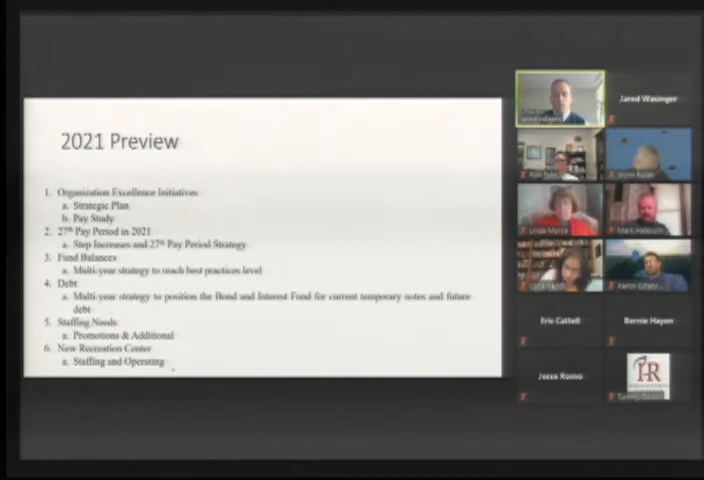 2021 Preview
1. Organization Excellence Initiatives
a. Strategic Plan
b. Pay Study
2. 27th Pay Period in 2021
a. Step Increases and 27th Pay Period Strategy
3. Fund Balances
a. Multi-year strategy to reach best practices level
4. Debt
a. Multi-year strategy to position the Bond and Interest Fund for current temporary notes and future
debt
5. Staffing Needs
a. Promotions & Additional
6. New Recreation Center
a. Staffing and Operating
Jared Wasinger
Linda Morse
Eric Cattell
Bernie Hayen
Jesse Romo
HR